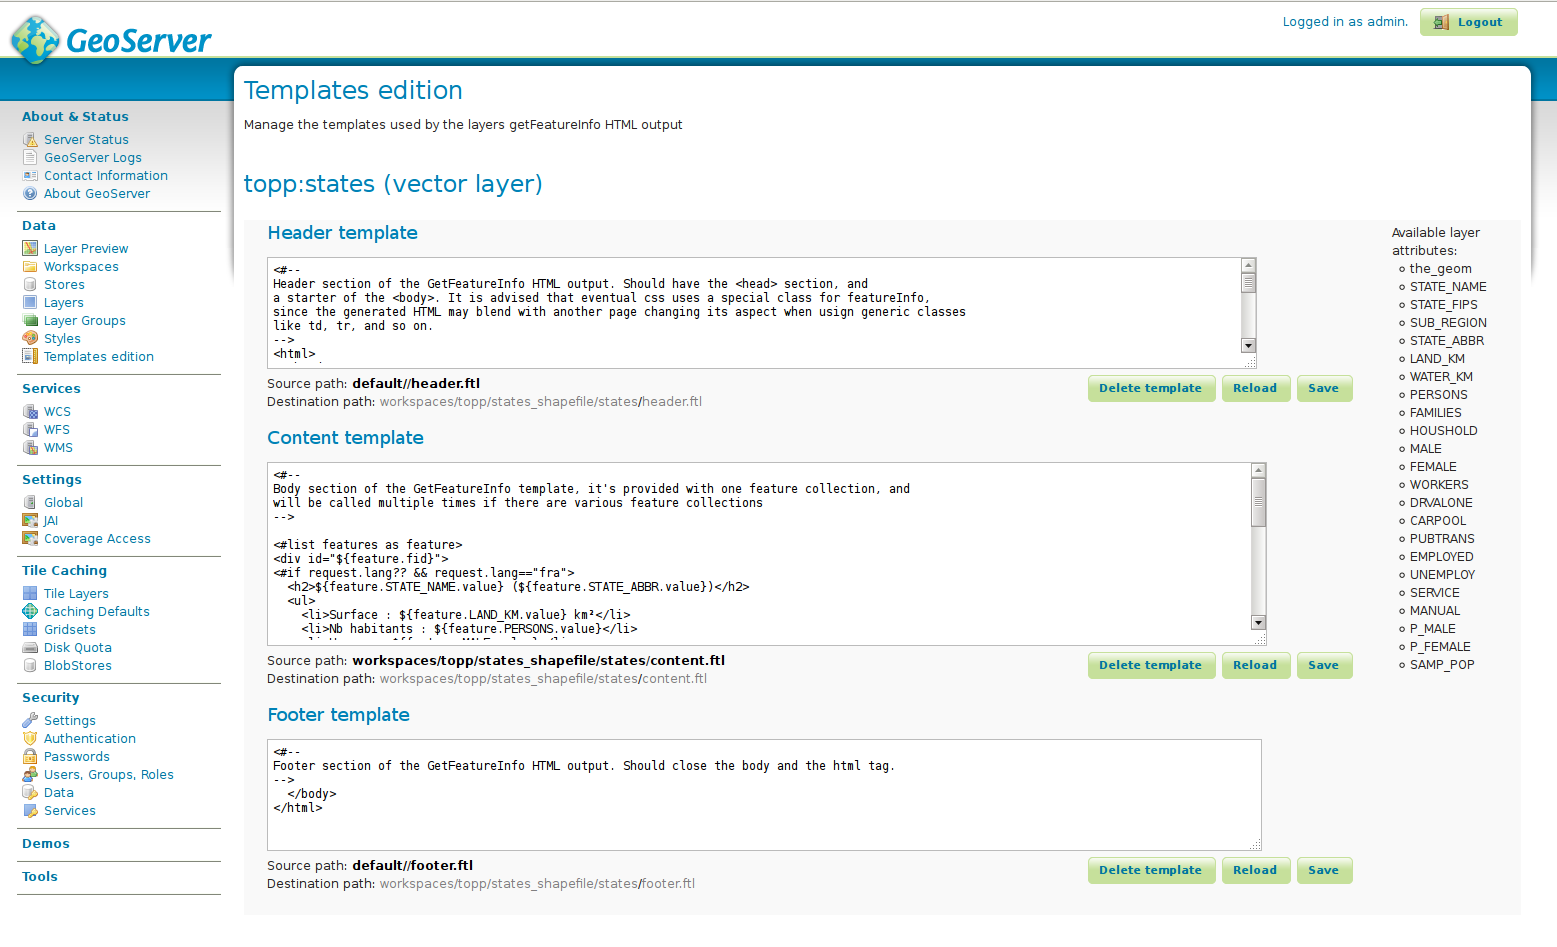 GeoServer
Logged in as admin.
Logout
About & Status
Server Status
GeoServer Logs
Contact Information
About GeoServer
Data
Layer Preview
Workspaces
Stores
Layers
Layer Groups
Styles
Templates edition
Services
WCS
WFS
WMS
Settings
Global
JAI
Coverage Access
Tile Caching
Tile Layers
Caching Defaults
Gridsets
Disk Quota
BlobStores
Security
Settings
Authentication
Passwords
Users, Groups, Roles
Data
Services
Demos
Tools
Templates edition
Manage the templates used by the layers getFeatureInfo HTML output
topp:states (vector layer)
Header template
<#--
Header section of the GetFeatureInfo HTML output. Should have the <head> section, and
a starter of the <body>. It is advised that eventual css uses a special class for featureInfo,
since the generated HTML may blend with another page changing its aspect when usign generic classes
like td, tr, and so on.
-->
<html>
Source path: default//header.ftl
Destination path: workspaces/topp/states_shapefile/states/header.ftl
Delete template
Reload
Save
Content template
<#--
Body section of the GetFeatureInfo template, it's provided with one feature collection, and
will be called multiple times if there are various feature collections
-->
<#list features as feature>
<div id="${feature.fid}">
<#if request.lang?? && request.lang=="fra">
<h2>${feature.STATE_NAME.value} (${feature.STATE_ABBR.value})</h2>
<ul>
<li>Surface : ${feature.LAND_KM.value} km²</li>
<li>Nb habitants : ${feature.PERSONS.value}</li>
Source path: workspaces/topp/states_shapefile/states/content.ftl
Destination path: workspaces/topp/states_shapefile/states/content.ftl
Delete template
Reload
Save
Footer template
<#--
Footer section of the GetFeatureInfo HTML output. Should close the body and the html tag.
-->
</body>
</html>
Source path: default//footer.ftl
Destination path: workspaces/topp/states_shapefile/states/footer.ftl
Delete template
Reload
Save
Available layer
attributes:
the_geom
STATE_NAME
STATE_FIPS
SUB_REGION
STATE_ABBR
LAND_KM
WATER_KM
PERSONS
FAMILIES
HOUSHOLD
MALE
FEMALE
WORKERS
DRVALONE
CARPOOL
PUBTRANS
EMPLOYED
UNEMPLOY
SERVICE
MANUAL
P_MALE
P_FEMALE
SAMP_POP